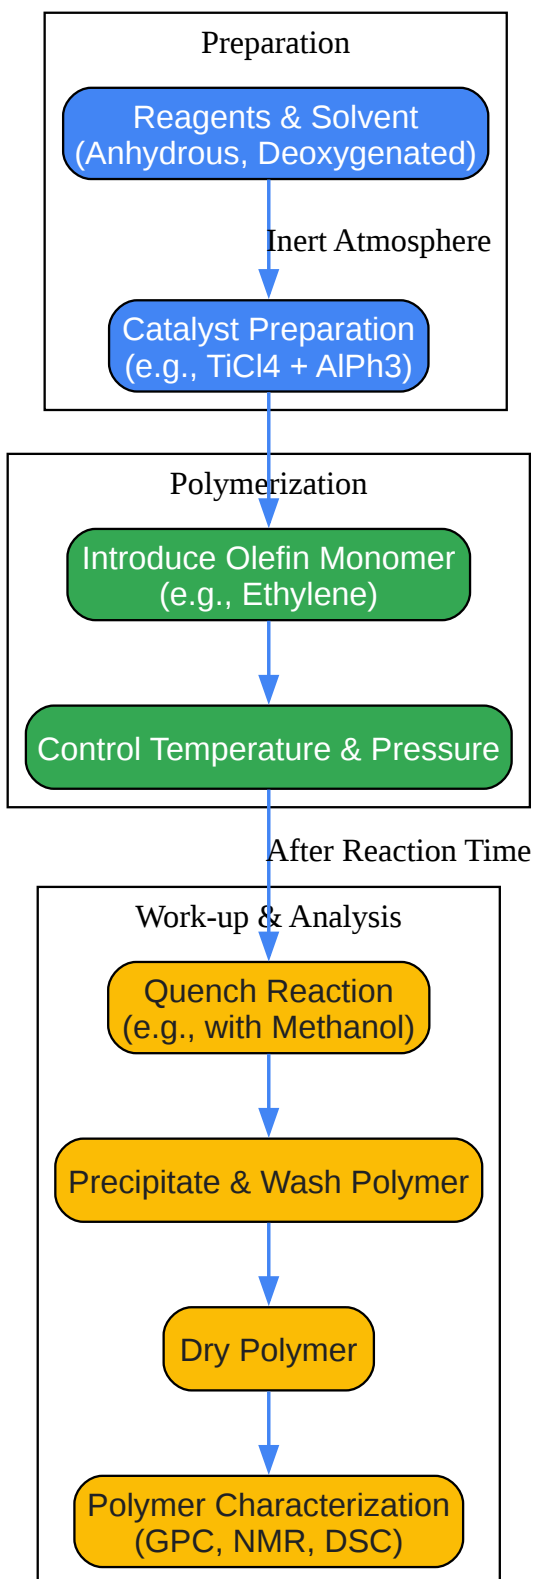 Preparation
Reagents & Solvent
(Anhydrous, Deoxygenated)
Inert Atmosphere
Catalyst Preparation
(e.g., TiCl4 + AlPh3)
Polymerization
Introduce Olefin Monomer
(e.g., Ethylene)
Control Temperature & Pressure
After Reaction Time
Work-up & Analysis
Quench Reaction
(e.g., with Methanol)
Precipitate & Wash Polymer
Dry Polymer
Polymer Characterization
(GPC, NMR, DSC)